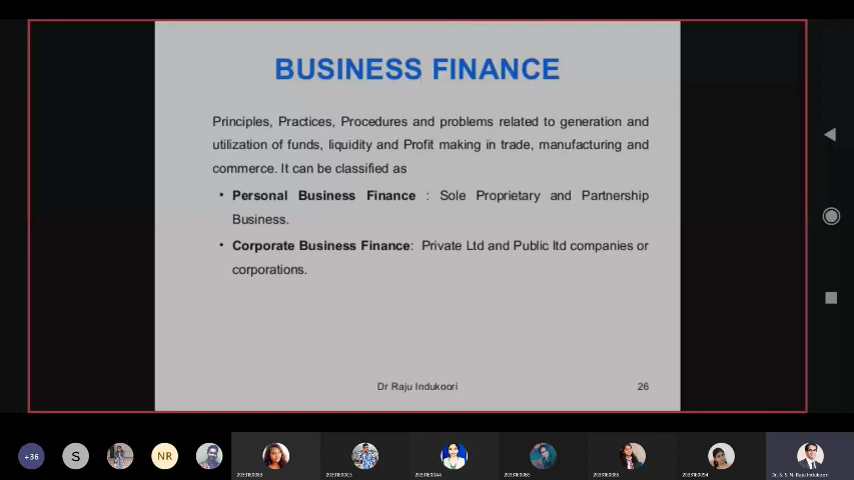 BUSINESS FINANCE
Principles, Practices, Procedures and problems related to generation and
utilization of funds, liquidity and Profit making in trade, manufacturing and
commerce. It can be classified as
• Personal Business Finance : Sole Proprietary and Partnership
Business.
• Corporate Business Finance: Private Ltd and Public ltd companies or
corporations.
Dr Raju Indukoori 26
+36 S NR
Dr. S. S. N. Raju Indukoori